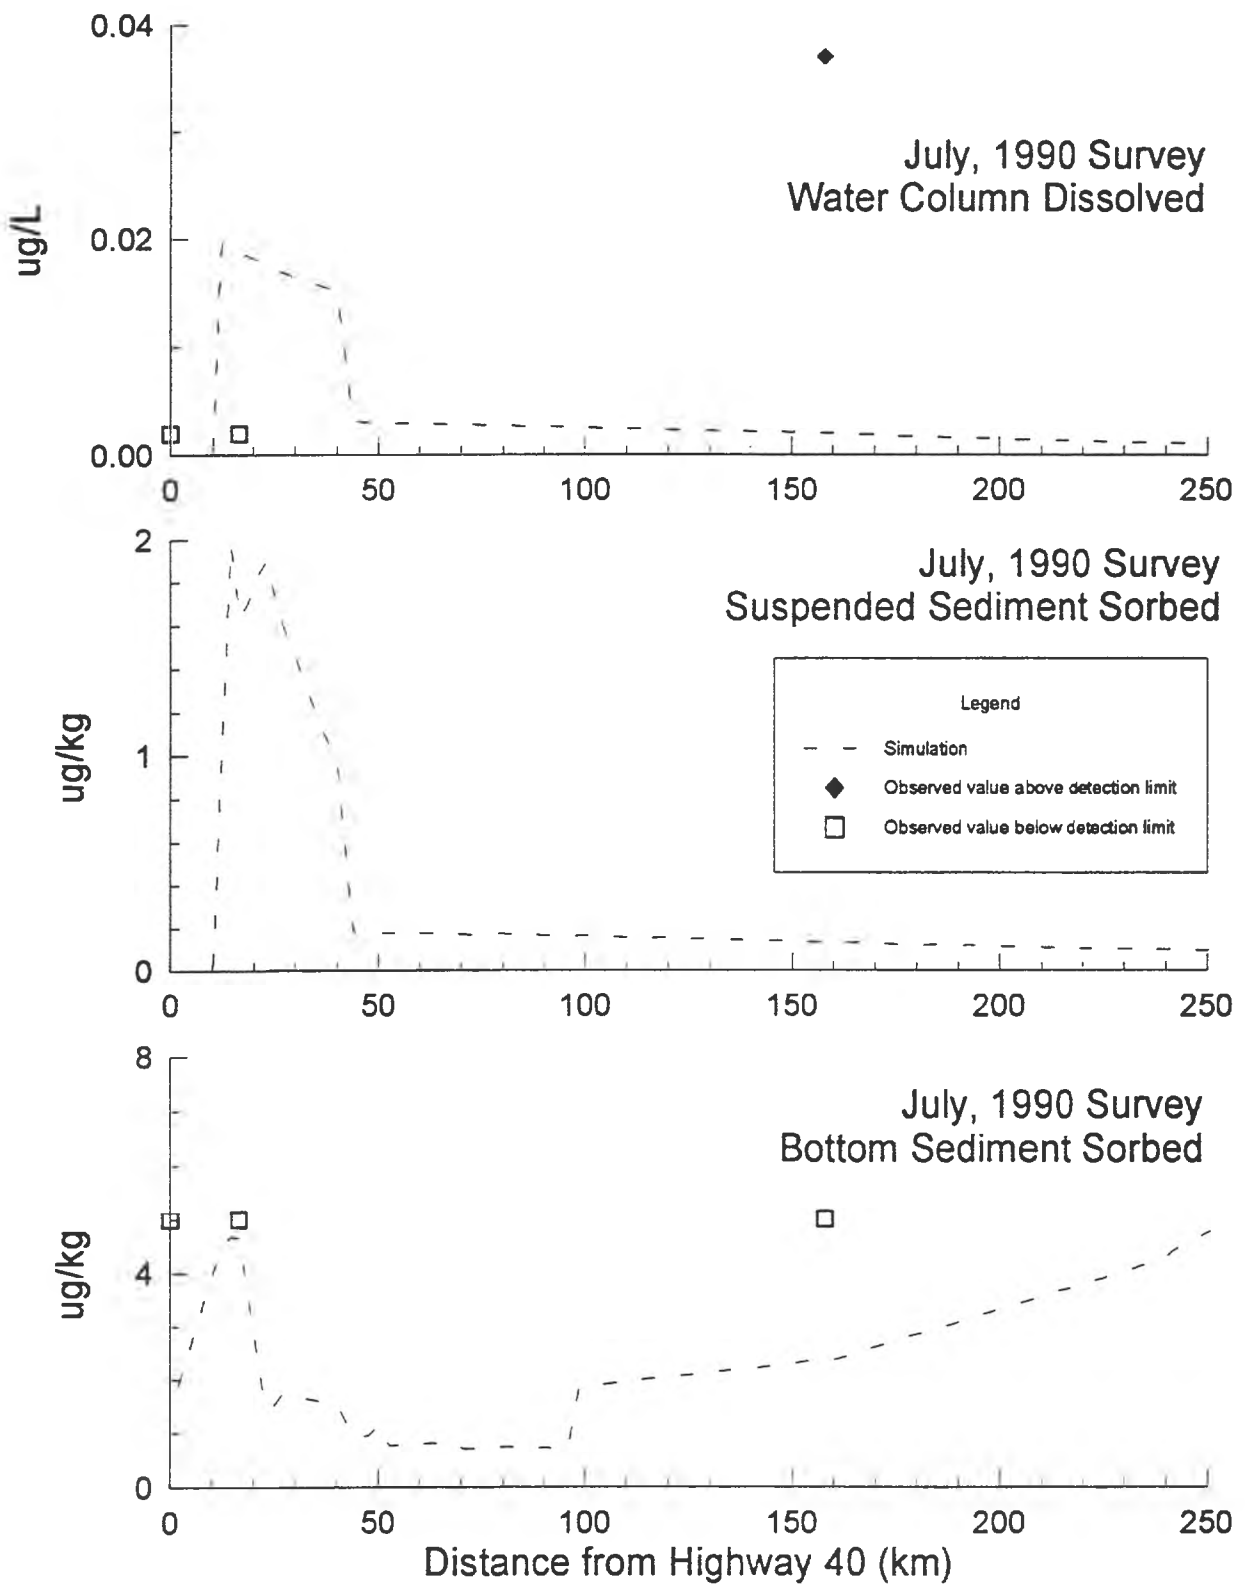 0.04
July, 1990 Survey
Water Column Dissolved
ug/L
0.02
0.00
0 50 100 150 200 250
2
July, 1990 Survey
Suspended Sediment Sorbed
Legend
Simulation
Observed value above detection limit
Observed value below detection limit
ug/kg
1
0
0 50 100 150 200 250
8
July, 1990 Survey
Bottom Sediment Sorbed
ug/kg
4
0
0 50 100 150 200 250
Distance from Highway 40 (km)